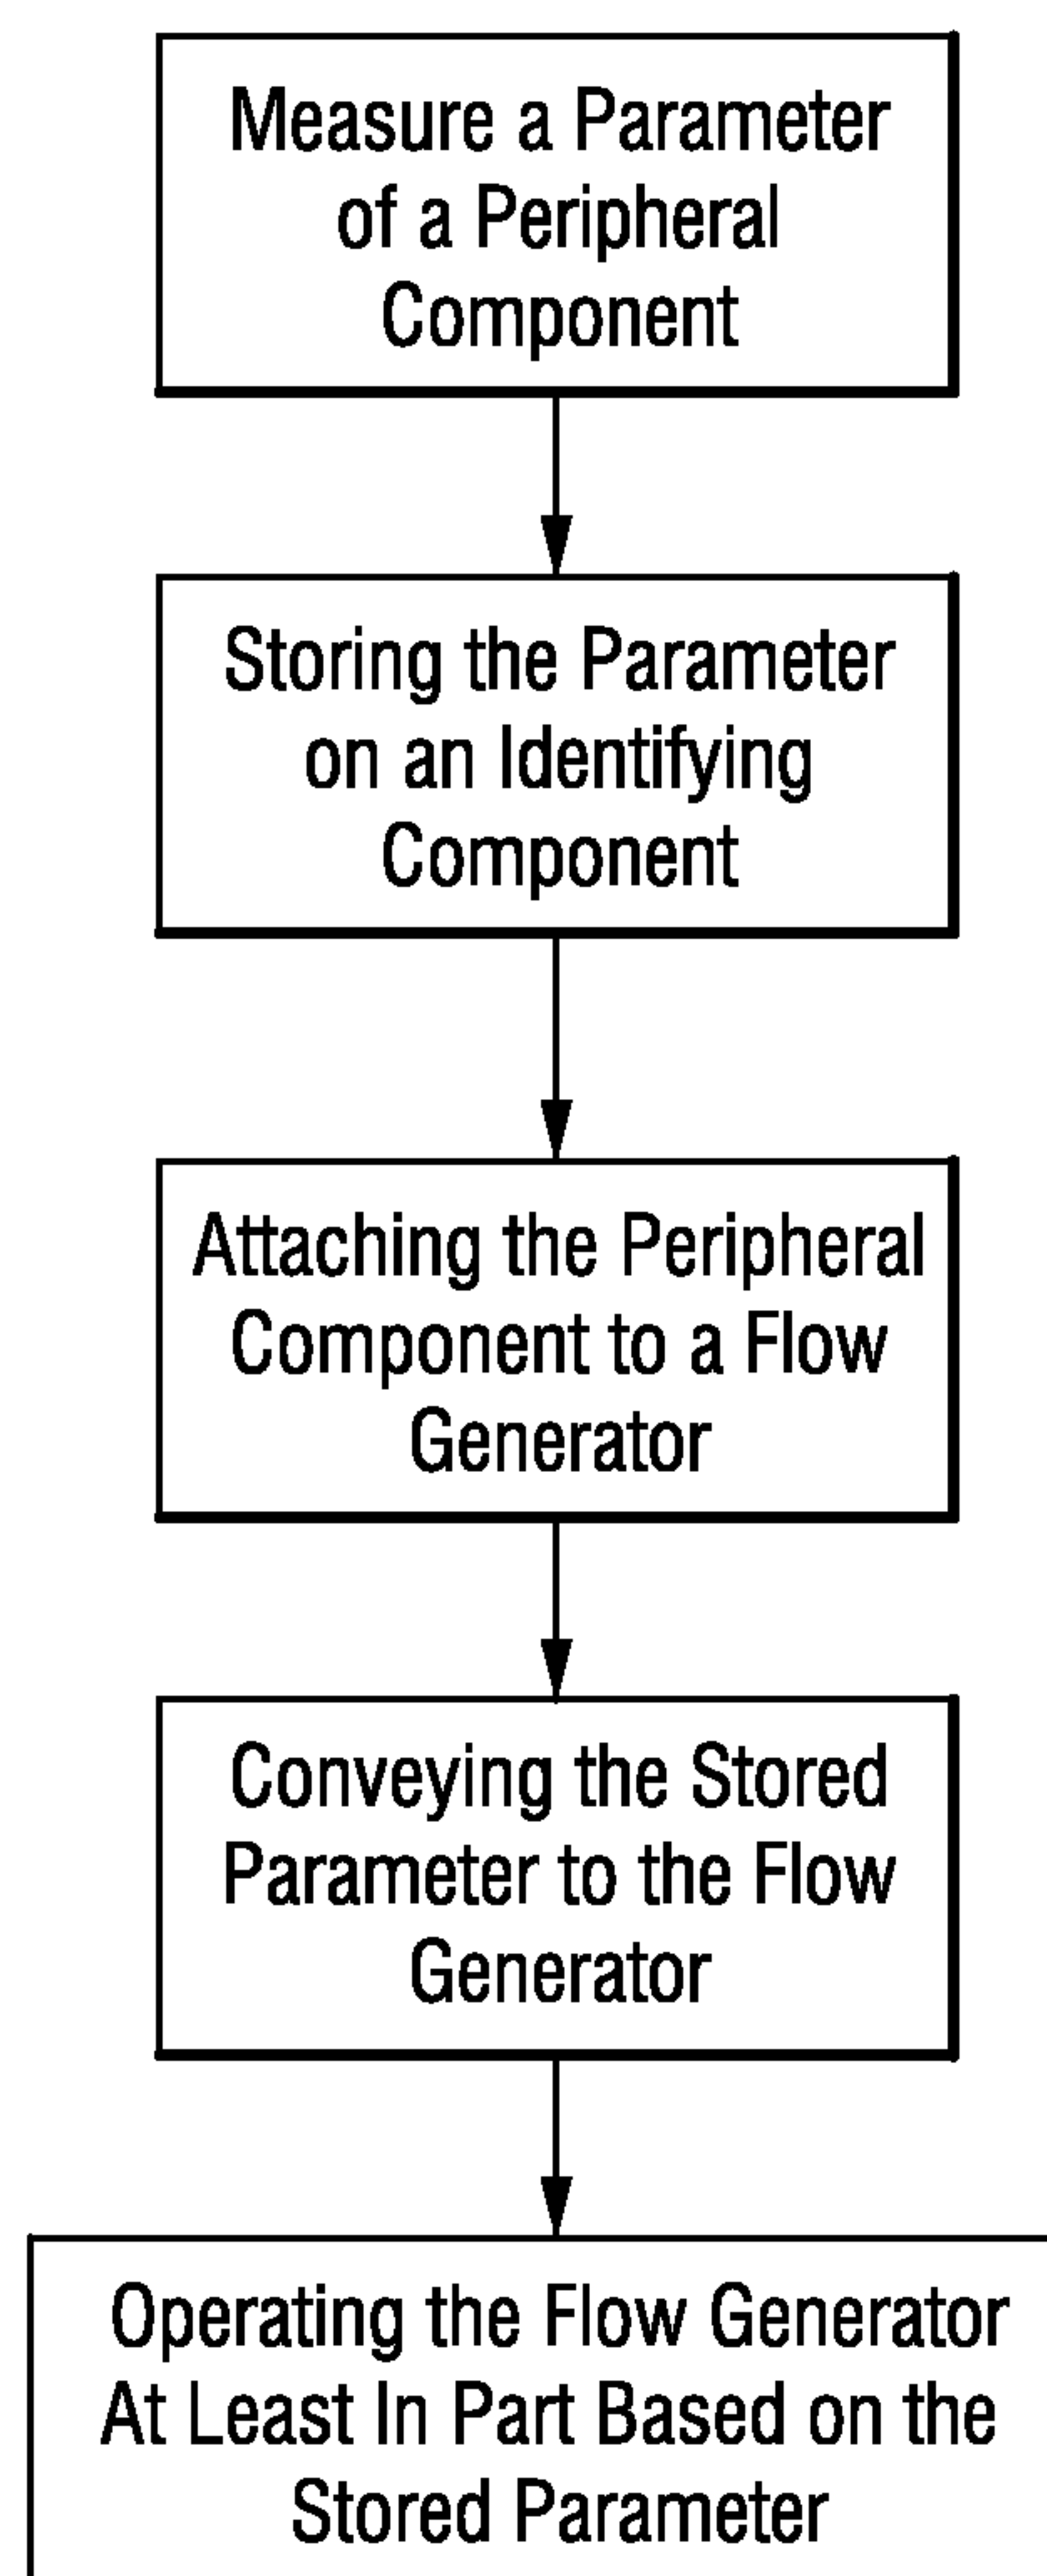 Measure a Parameter
of a Peripheral
Component
Storing the Parameter
on an Identifying
Component
Attaching the Peripheral
Component to a Flow
Generator
Conveying the Stored
Parameter to the Flow
Generator
Operating the Flow Generator
At Least In Part Based on the
Stored Parameter